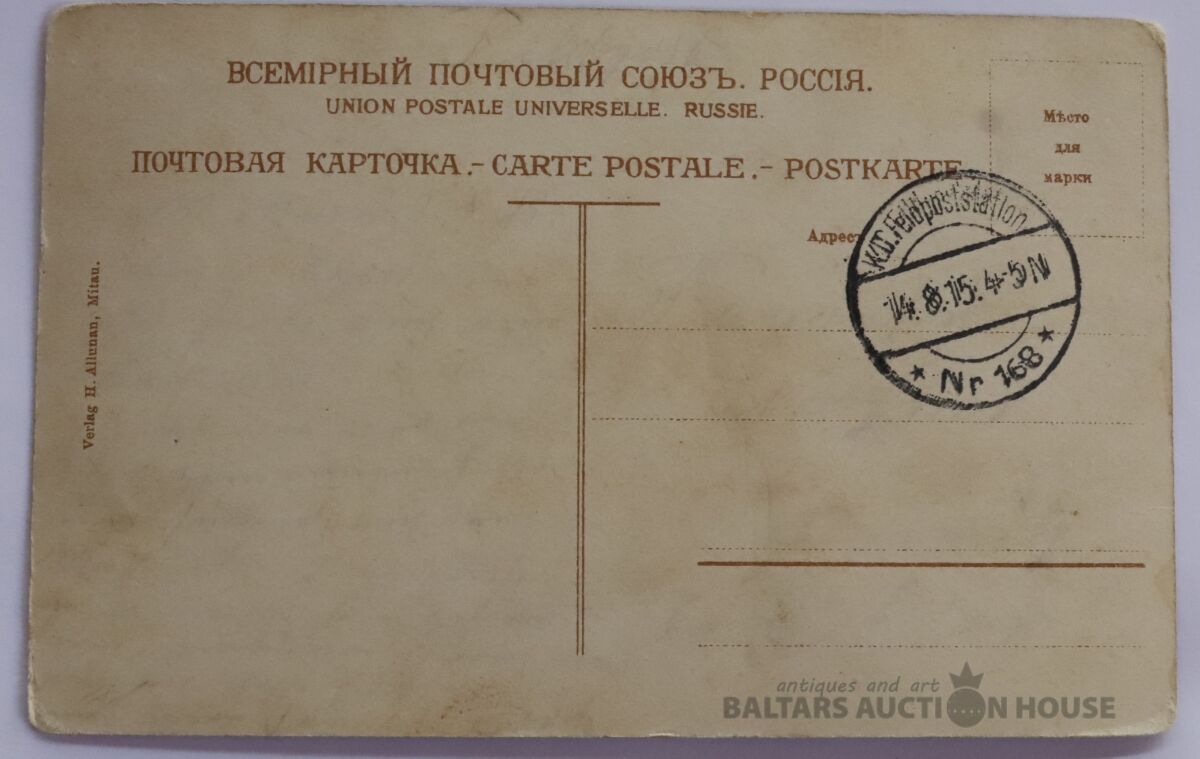 ВСЕМІРНЫЙ ПОЧТОВЫЙ СОЮЗЪ. РОССІЯ.
UNION POSTALE UNIVERSELLE. RUSSIE.
ПОЧТОВАЯ КАРТОЧКА.- CARTE POSTALE.- POSTKARTE
Мѣсто
для
марки
Адрес
K.D. Feldpoststation
14.8.15. 4-5 N
* Nr 168 *
Verlag H. Allunan, Mitau.
antiques and art
BALTARS AUCTION HOUSE